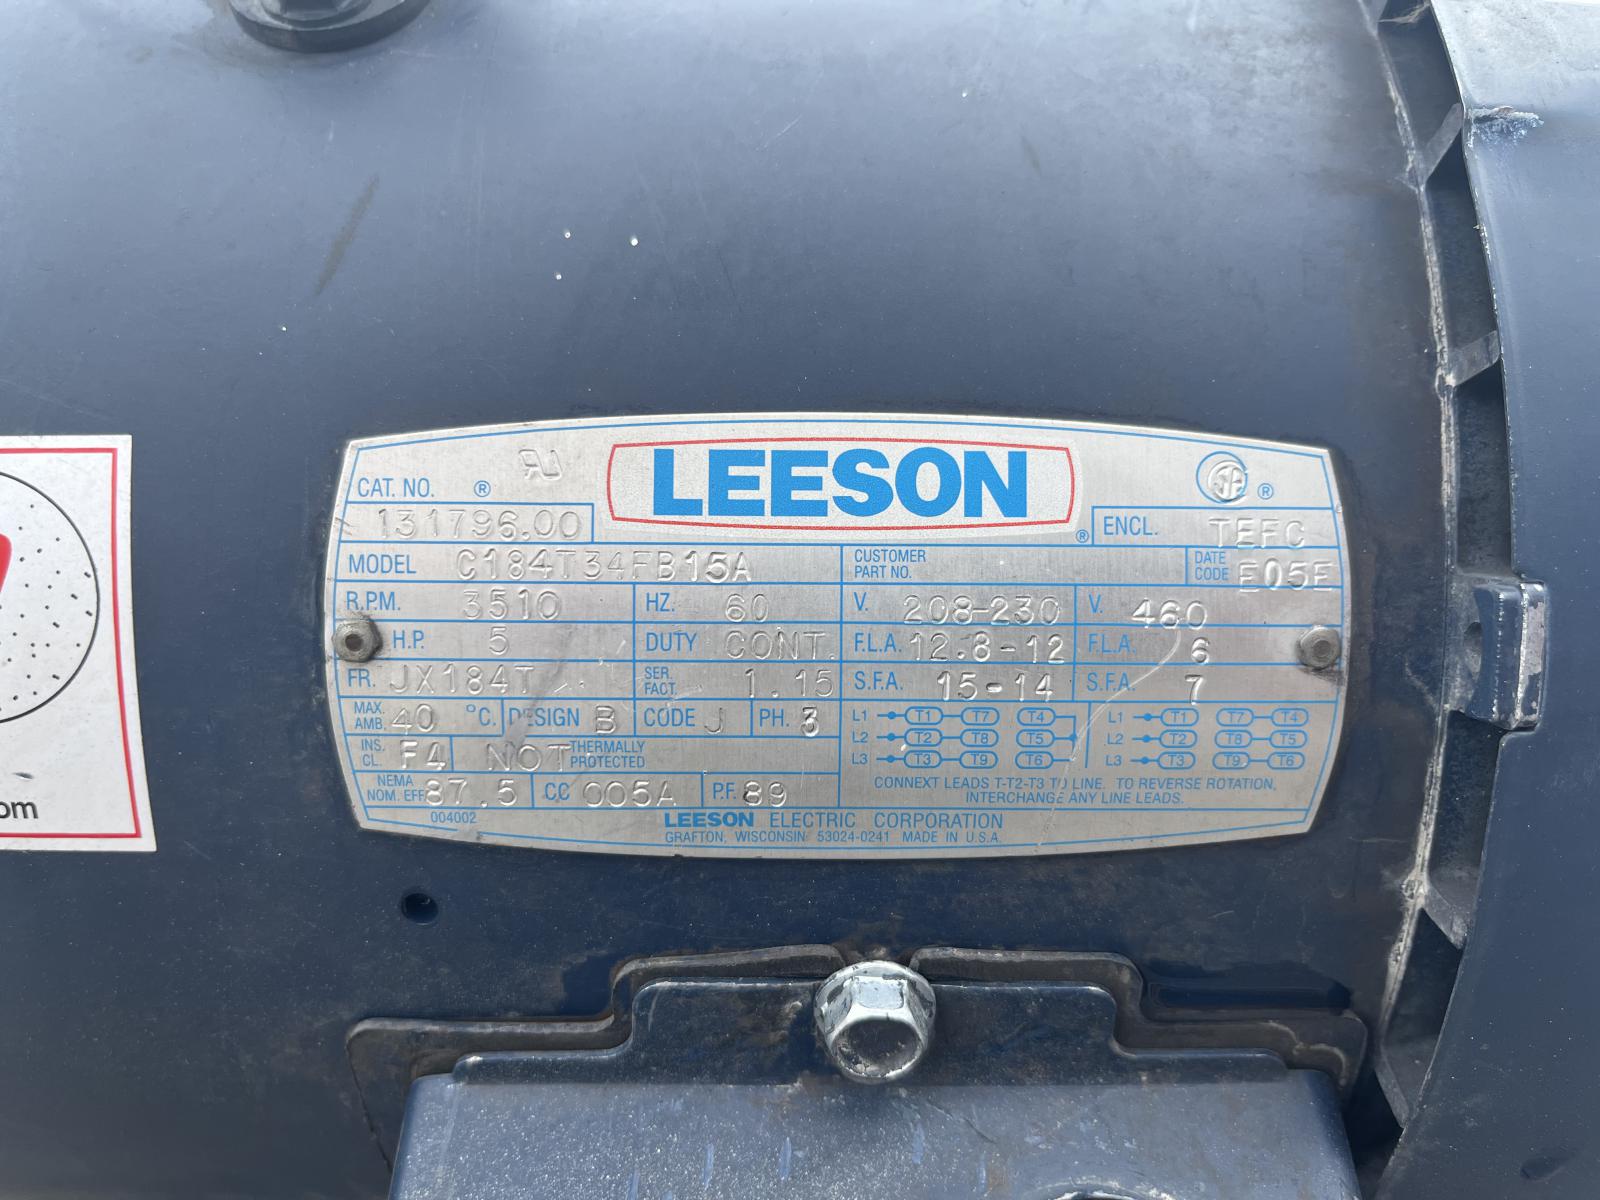 LEESON ®
CAT. NO. ®
131796.00
ENCL. TEFC
MODEL C184T34FB15A
CUSTOMER PART NO.
DATE CODE E05E
R.P.M. 3510 HZ. 60 V. 208-230 V. 460
H.P. 5 DUTY CONT. F.L.A. 12.8-12 F.L.A. 6
FR. JX184T SER. FACT. 1.15 S.F.A. 15-14 S.F.A. 7
MAX. AMB. 40 °C. DESIGN B CODE J PH. 3
INS. CL. F4 NOT THERMALLY PROTECTED
NEMA NOM. EFF. 87.5 CC 005A P.F. 89
L1 T1 T7 T4 L1 T1 T7 T4
L2 T2 T8 T5 L2 T2 T8 T5
L3 T3 T9 T6 L3 T3 T9 T6
CONNEXT LEADS T-T2-T3 TO LINE. TO REVERSE ROTATION,
INTERCHANGE ANY LINE LEADS.
004002
LEESON ELECTRIC CORPORATION
GRAFTON, WISCONSIN 53024-0241 MADE IN U.S.A.
om